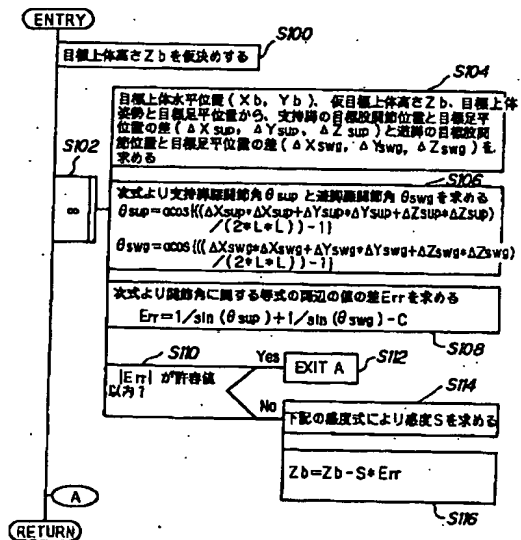 ENTRY
S100
目標上体高さZbを仮決めする
S104
目標上体水平位置(Xb, Yb), 仮目標上体高さZb、目標上体
姿勢と目標足平位置から、支持脚の目標股関節位置と目標足平
位置の差(ΔXsup, ΔYsup, ΔZsup)と遊脚の目標股関
節位置と目標足平位置の差(ΔXswg, ΔYswg, ΔZswg)を
求める
S102
∞
S106
次式より支持脚膝関節角θsupと遊脚膝関節角θswgを求める
θsup=acos{((ΔXsup*ΔXsup+ΔYsup*ΔYsup+ΔZsup*ΔZsup)
/(2*L*L))-1}
θswg=acos{((ΔXswg*ΔXswg+ΔYswg*ΔYswg+ΔZswg*ΔZswg)
/(2*L*L))-1}
次式より関節角に関する等式の両辺の値の差Errを求める
Err=1/sin(θsup)+1/sin(θswg)-C
S108
S110
|Err|が許容値
以内?
Yes
EXIT A
S112
No
S114
下記の感度式により感度Sを求める
Zb=Zb-S*Err
S116
A
RETURN